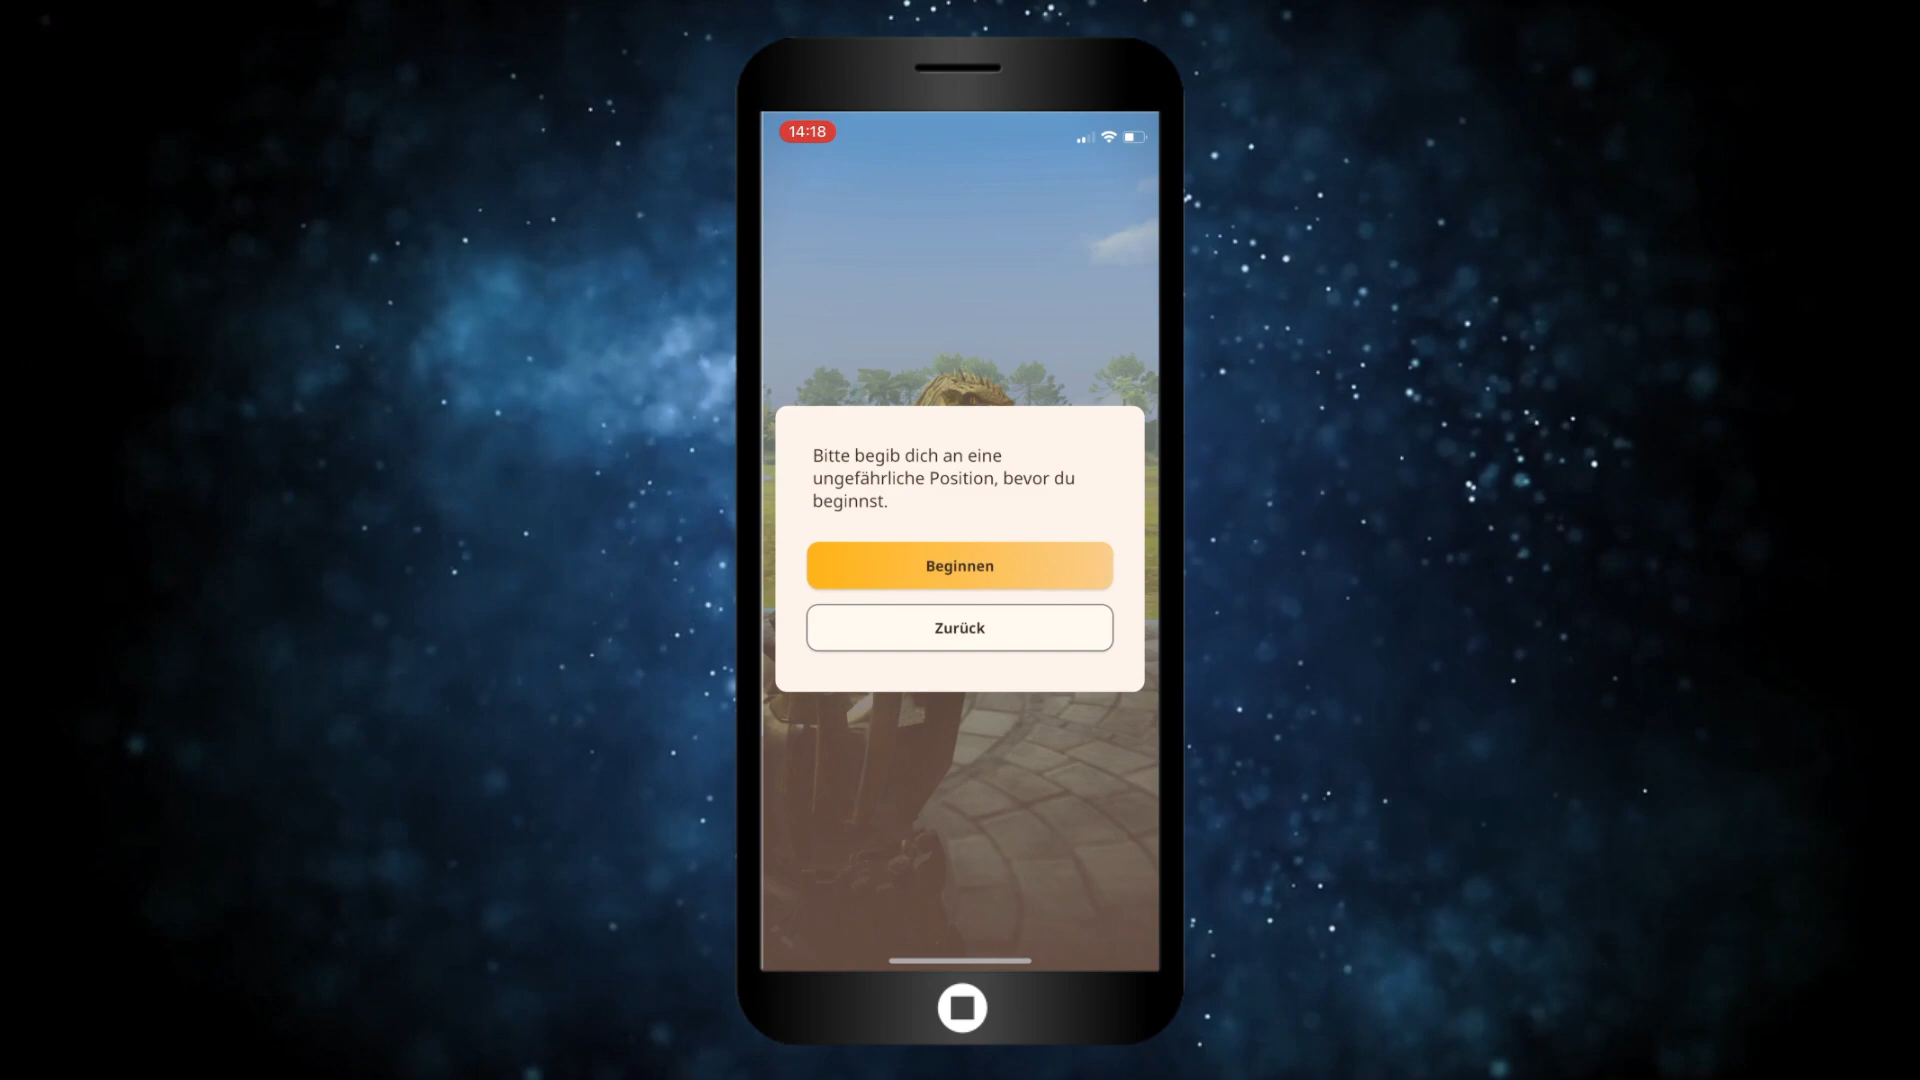 14:18
Bitte begib dich an eine
ungefährliche Position, bevor du
beginnst.
Beginnen
Zurück